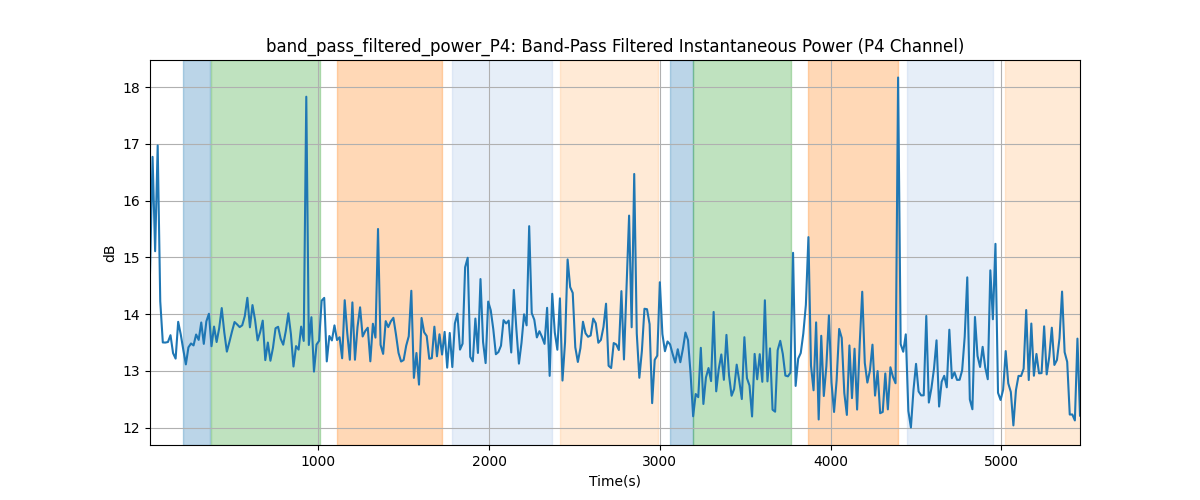 band_pass_filtered_power_P4: Band-Pass Filtered Instantaneous Power (P4 Channel)
18
17
16
15
14
13
12
dB
1000 2000 3000 4000 5000
Time(s)